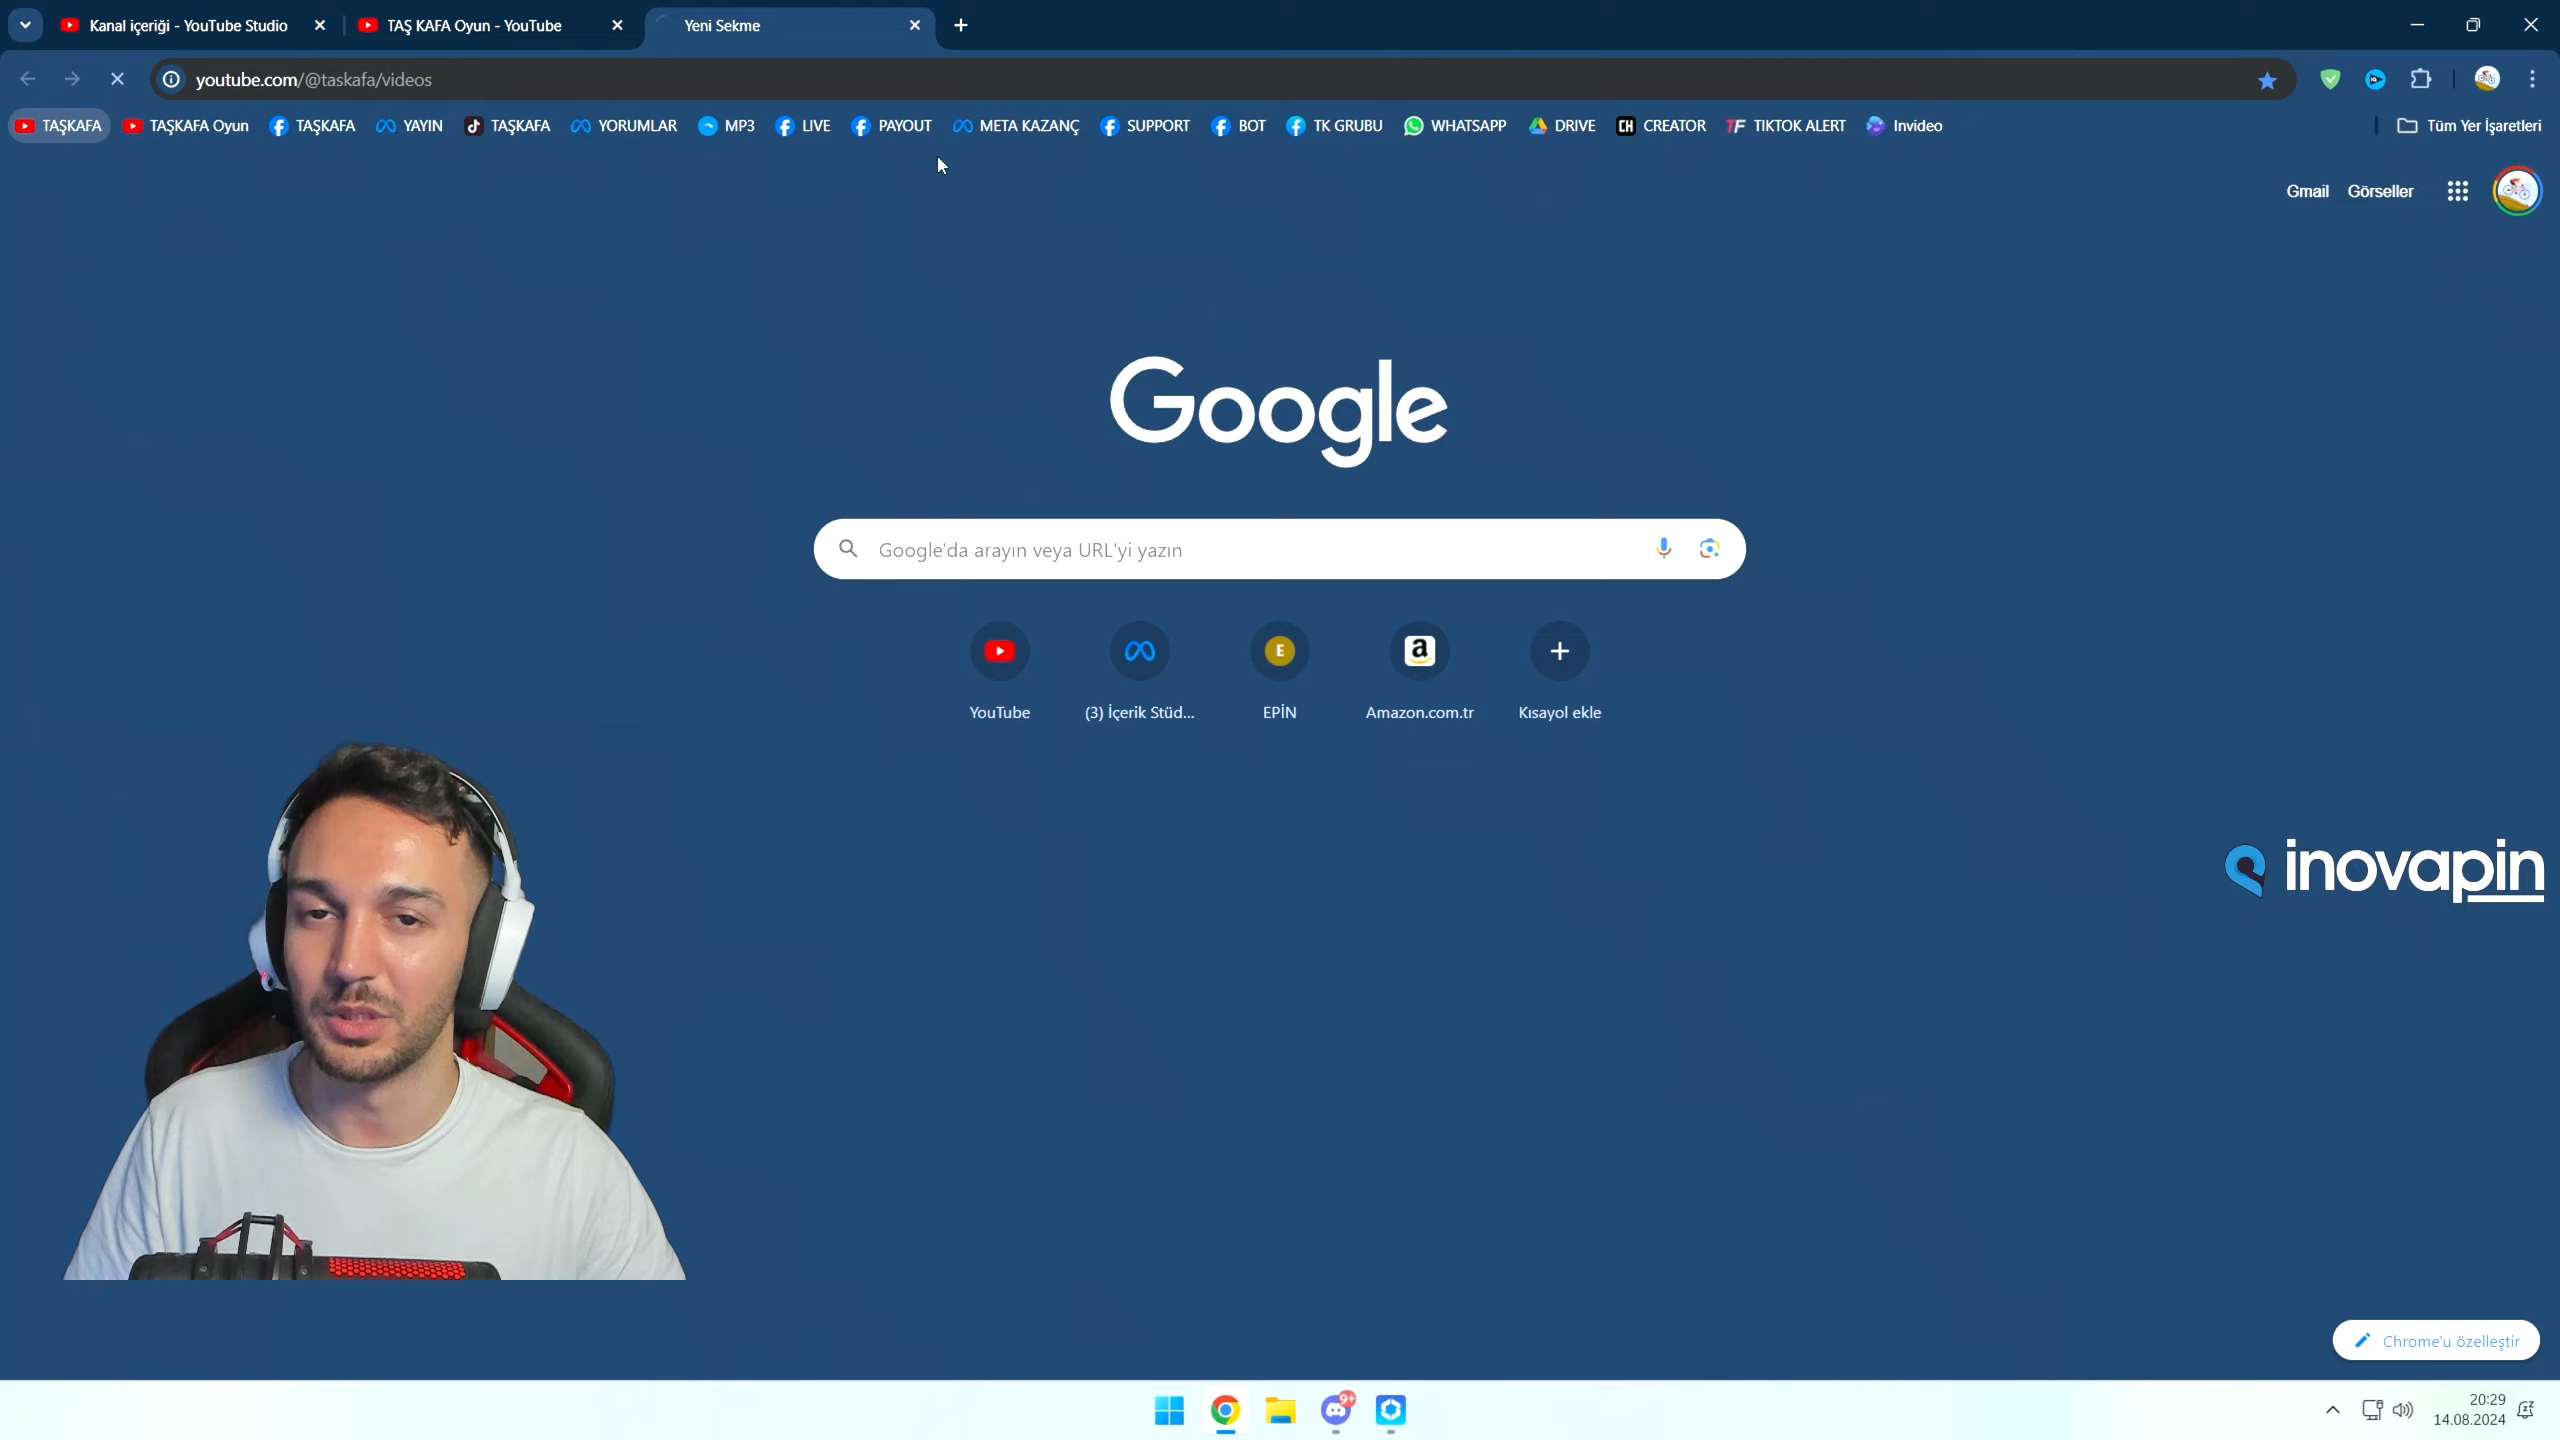 Kanal içeriği - YouTube Studio
TAŞ KAFA Oyun - YouTube
Yeni Sekme
youtube.com/@taskafa/videos
TAŞKAFA
TAŞKAFA Oyun
TAŞKAFA
YAYIN
TAŞKAFA
YORUMLAR
MP3
LIVE
PAYOUT
META KAZANÇ
SUPPORT
BOT
TK GRUBU
WHATSAPP
DRIVE
CH
CREATOR
TF
TIKTOK ALERT
Invideo
Tüm Yer İşaretleri
Gmail
Görseller
Google
Google'da arayın veya URL'yi yazın
E
a
YouTube
(3) İçerik Stüd...
EPİN
Amazon.com.tr
Kısayol ekle
inovapin
Chrome'u özelleştir
9+
20:29
14.08.2024